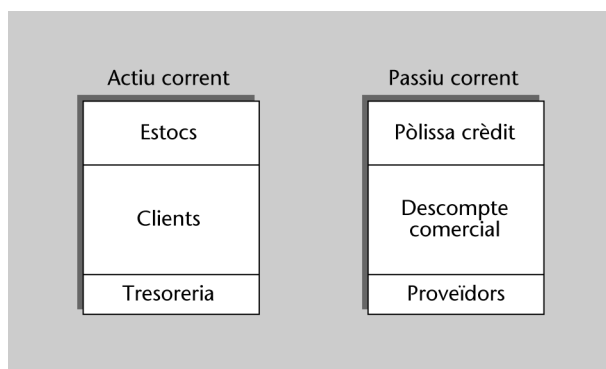 Actiu corrent
Estocs
Clients
Tresoreria
Passiu corrent
Pòlissa crèdit
Descompte
comercial
Proveïdors